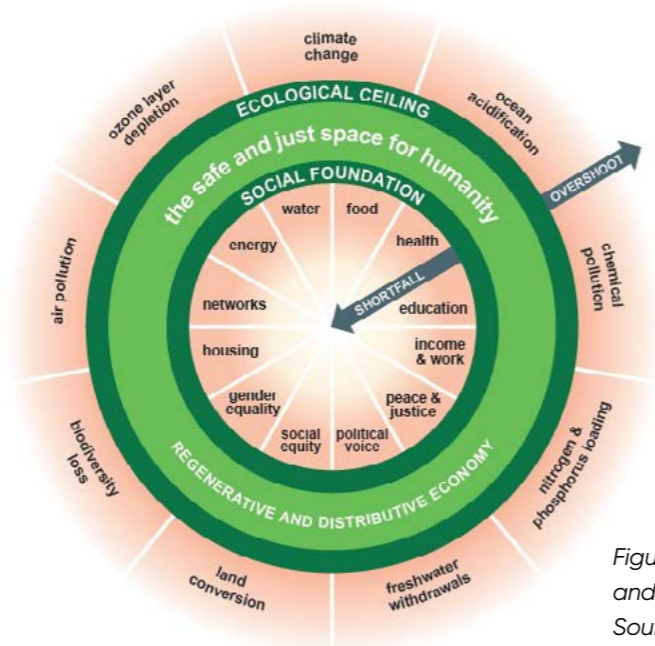 climate
change
ocean
acidification
chemical
pollution
nitrogen &
phosphorus loading
freshwater
withdrawals
land
conversion
biodiversity
loss
air pollution
ozone layer
depletion
ECOLOGICAL CEILING
the safe and just space for humanity
SOCIAL FOUNDATION
OVERSHOOT
SHORTFALL
water
food
health
education
income
& work
peace &
justice
political
voice
social
equity
gender
equality
housing
networks
energy
REGENERATIVE AND DISTRIBUTIVE ECONOMY
and